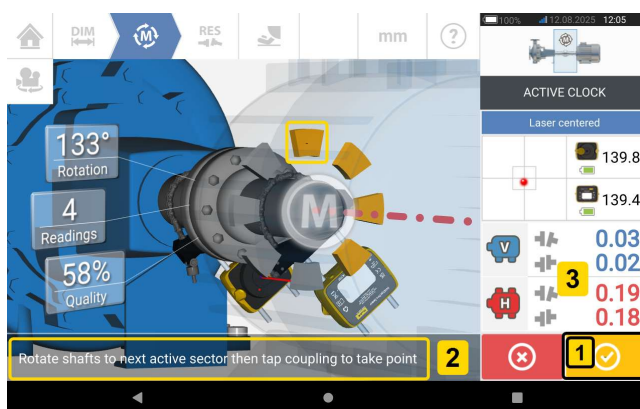 DIM
M
RES
mm
?
100%
12.08.2025 12:05
M
ACTIVE CLOCK
Laser centered
139.8
139.4
133°
Rotation
4
Readings
58%
Quality
M
V
0.03
0.02
3
H
0.19
0.18
Rotate shafts to next active sector then tap coupling to take point
2
1